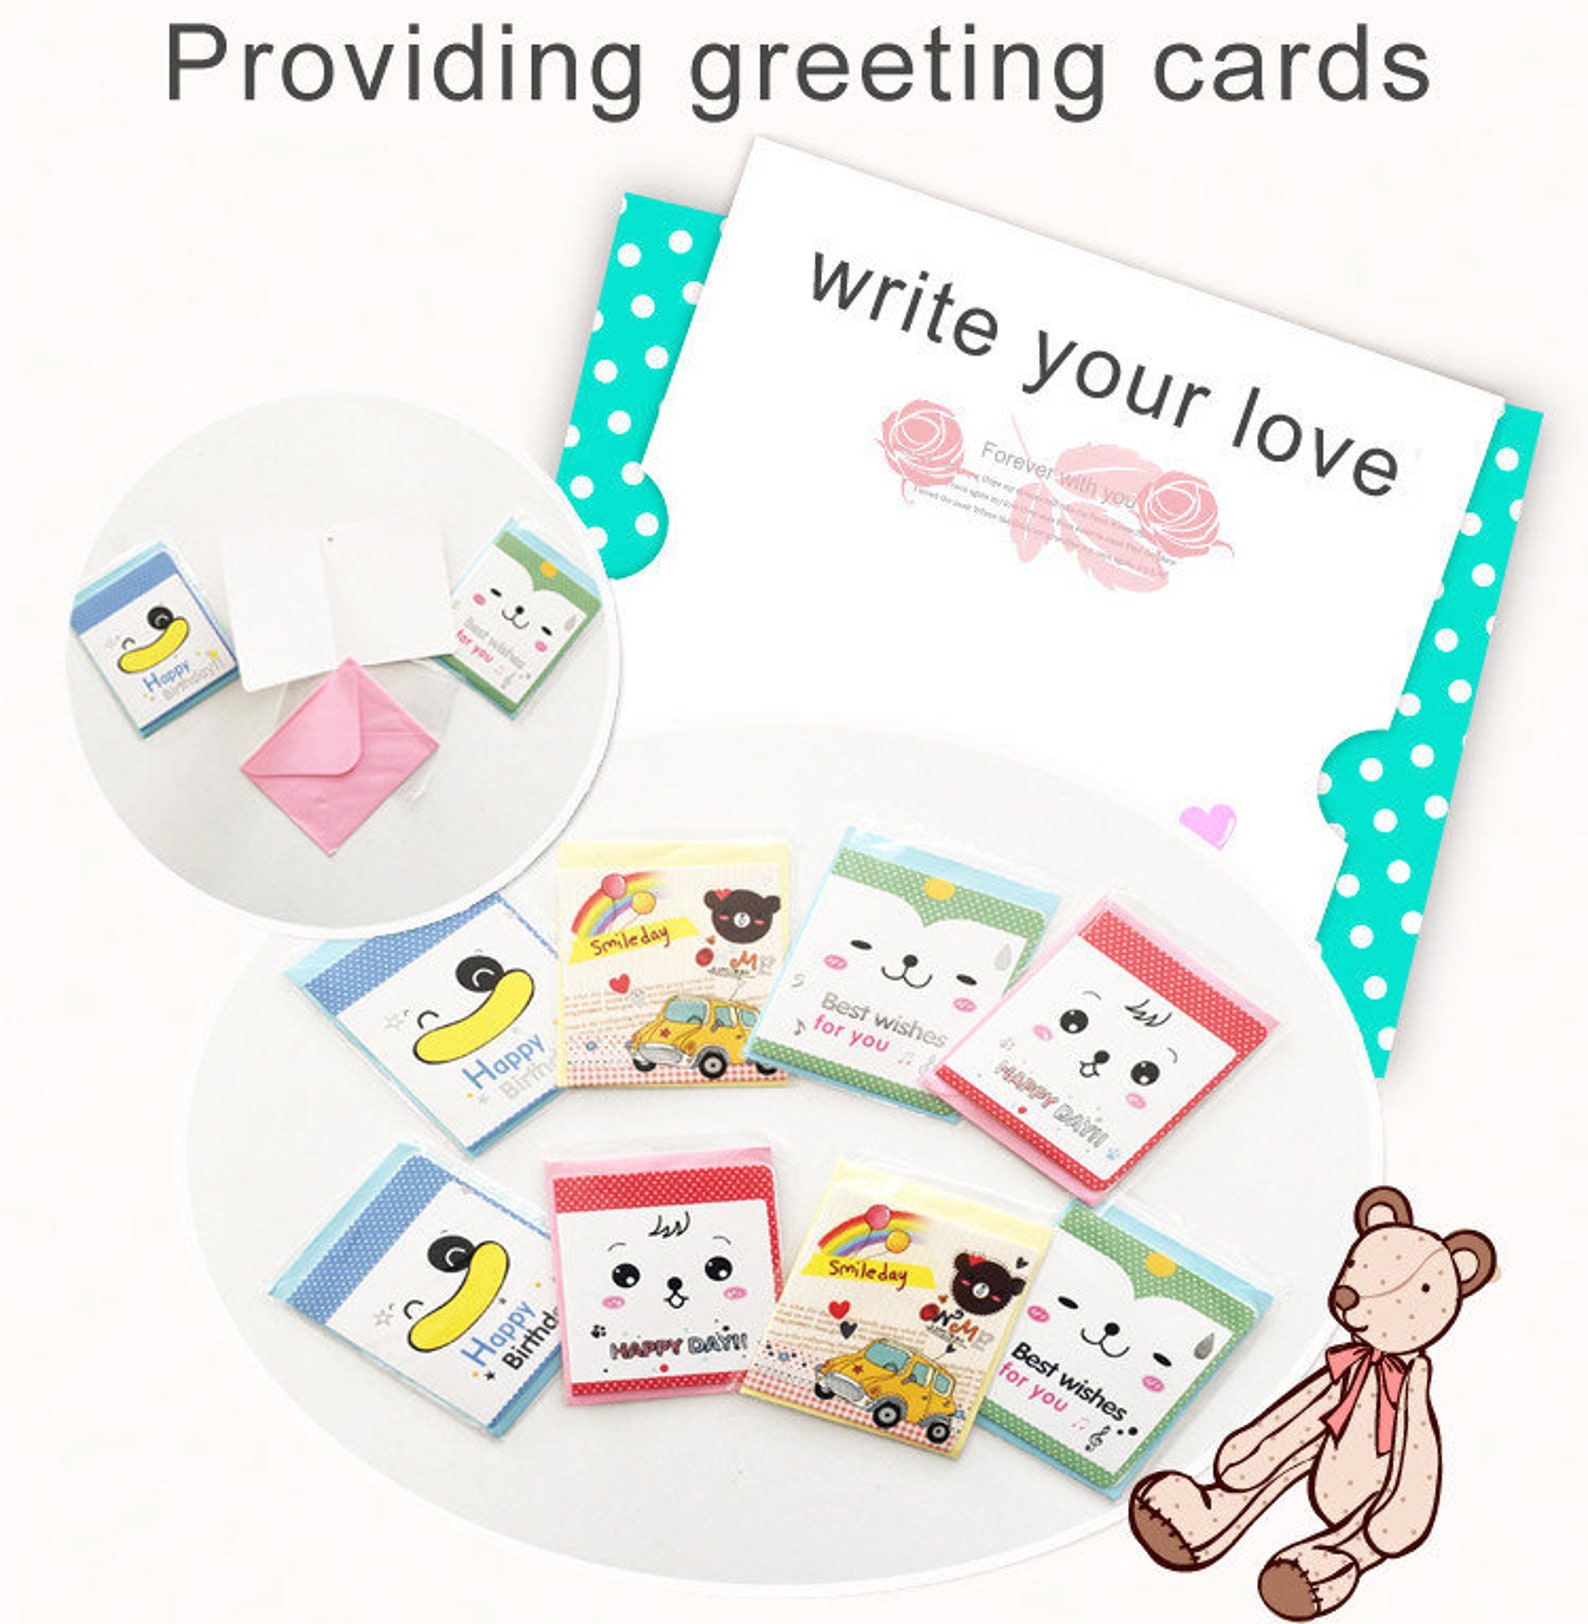 Providing greeting cards
write your love
Forever with you
Happy
Birthday!!
Best wishes
for you
Smileday
Best wishes
for you
Happy
Birth
HAPPY DAY!!
Smileday
HAPPY DAY!!
Happy
Birthd
Best wishes
for you